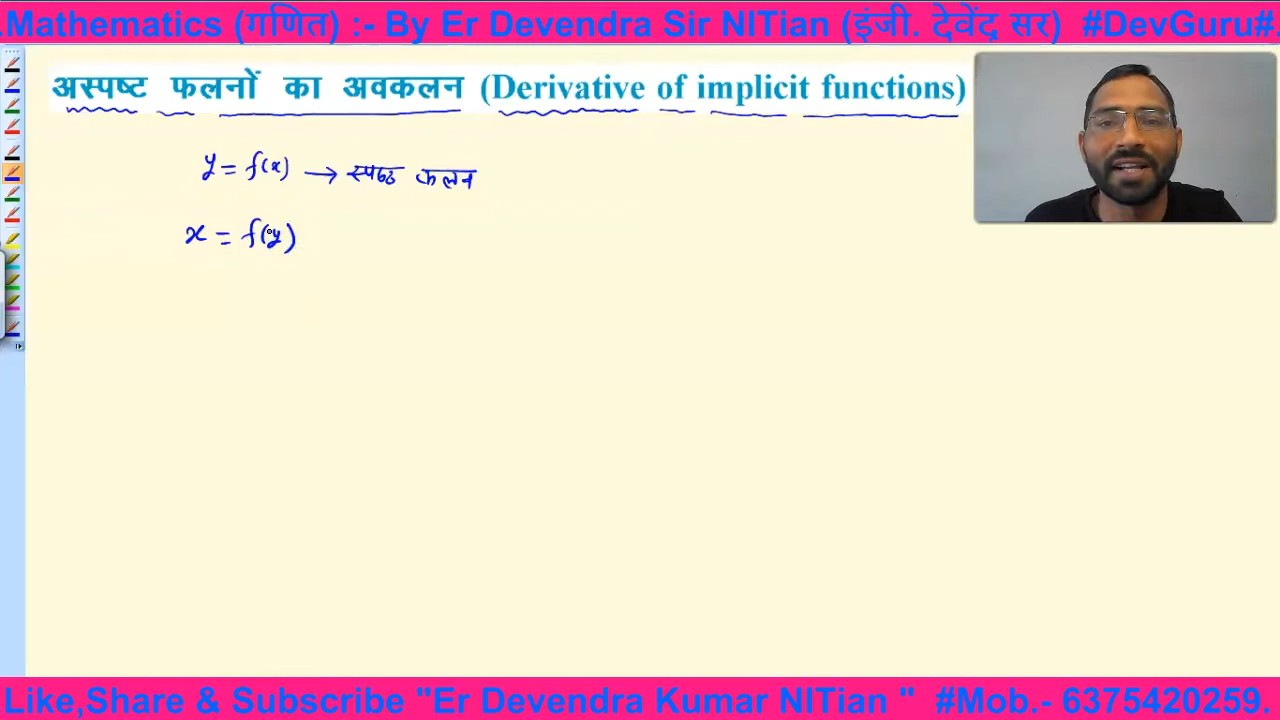 .Mathematics (गणित) :- By Er Devendra Sir NITian (इंजी. देवेंद्र सर) #DevGuru#.
अस्पष्ट फलनों का अवकलन (Derivative of implicit functions)
y = f(x) → स्पष्ठ फलन
x = f(y)
Like,Share & Subscribe "Er Devendra Kumar NITian " #Mob.- 6375420259.